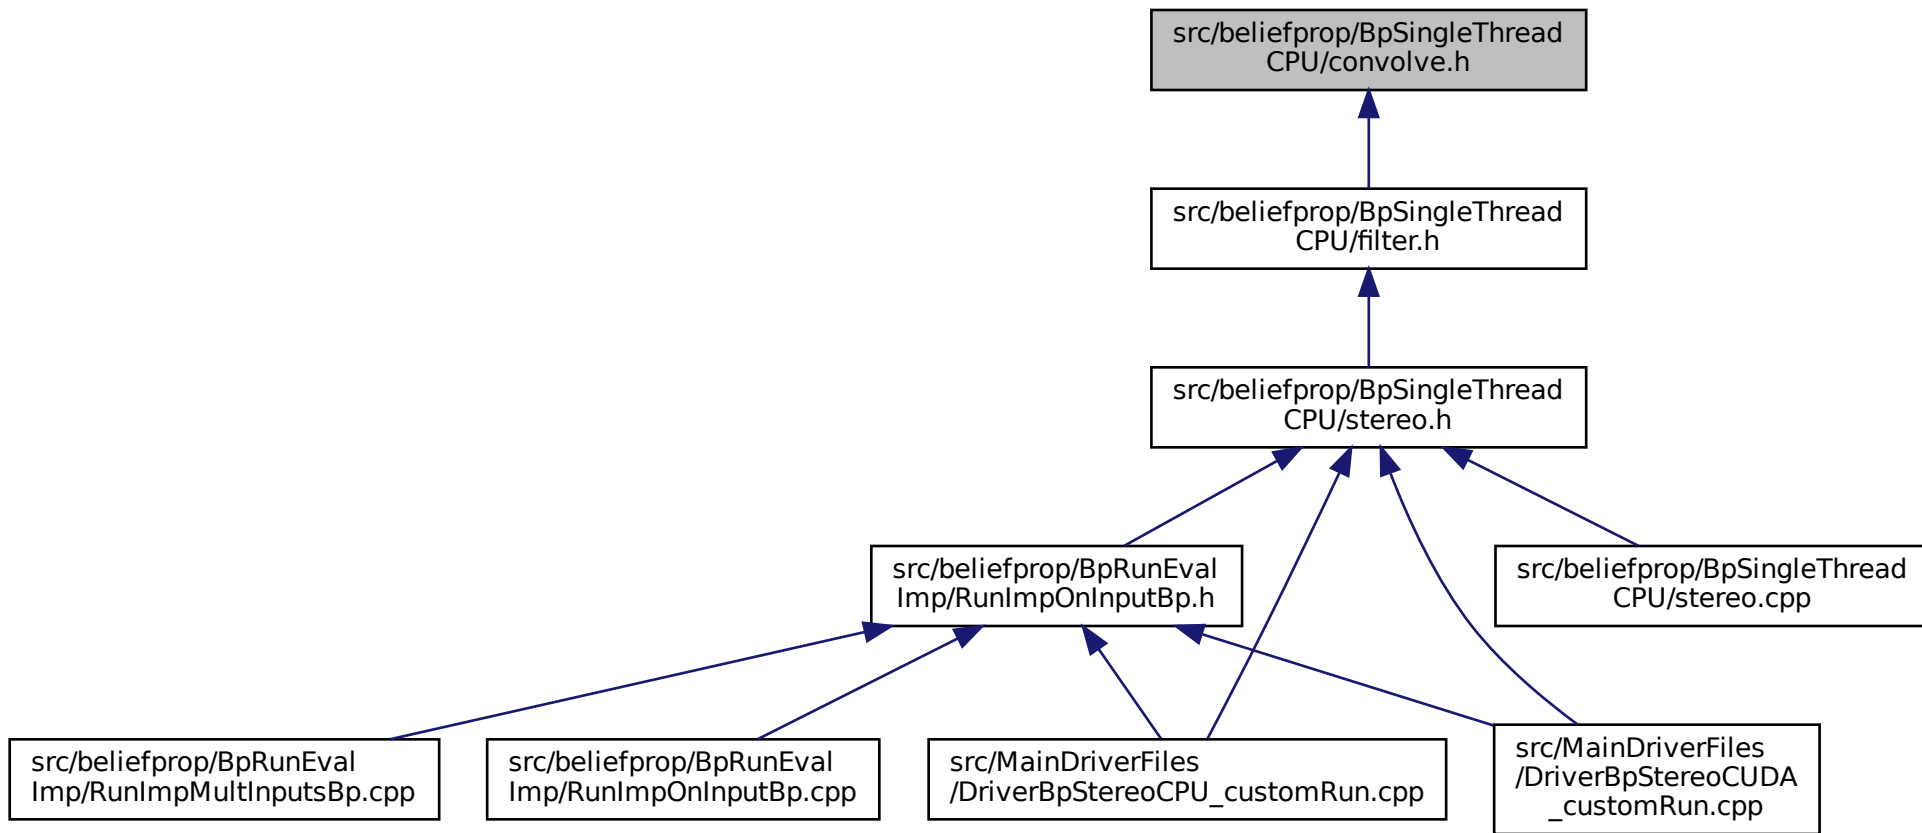 src/beliefprop/BpSingleThread
CPU/convolve.h
src/beliefprop/BpSingleThread
CPU/filter.h
src/beliefprop/BpSingleThread
CPU/stereo.h
src/beliefprop/BpRunEval
Imp/RunImpOnInputBp.h
src/beliefprop/BpSingleThread
CPU/stereo.cpp
src/beliefprop/BpRunEval
Imp/RunImpMultInputsBp.cpp
src/beliefprop/BpRunEval
Imp/RunImpOnInputBp.cpp
src/MainDriverFiles
/DriverBpStereoCPU_customRun.cpp
src/MainDriverFiles
/DriverBpStereoCUDA
_customRun.cpp